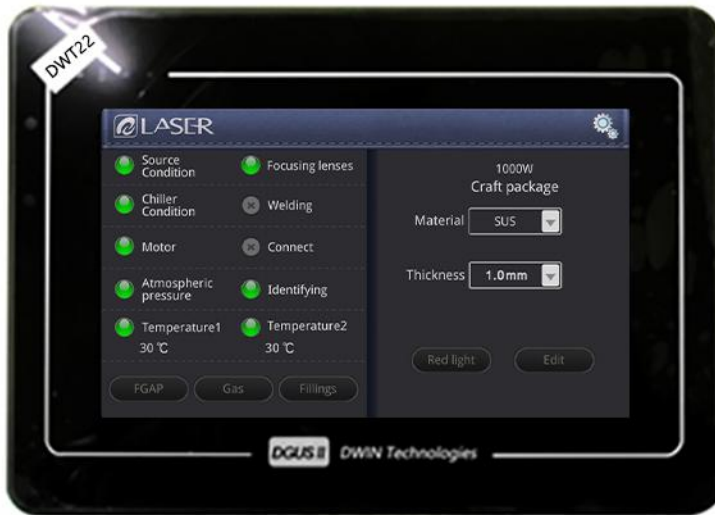 DWT22
LASER
Source
Condition
Focusing lenses
Chiller
Condition
Welding
Motor
Connect
Atmospheric
pressure
Identifying
Temperature1
30 ℃
Temperature2
30 ℃
FGAP
Gas
Fillings
1000W
Craft package
Material
SUS
Thickness
1.0mm
Red light
Edit
DGUS II
DWIN Technologies